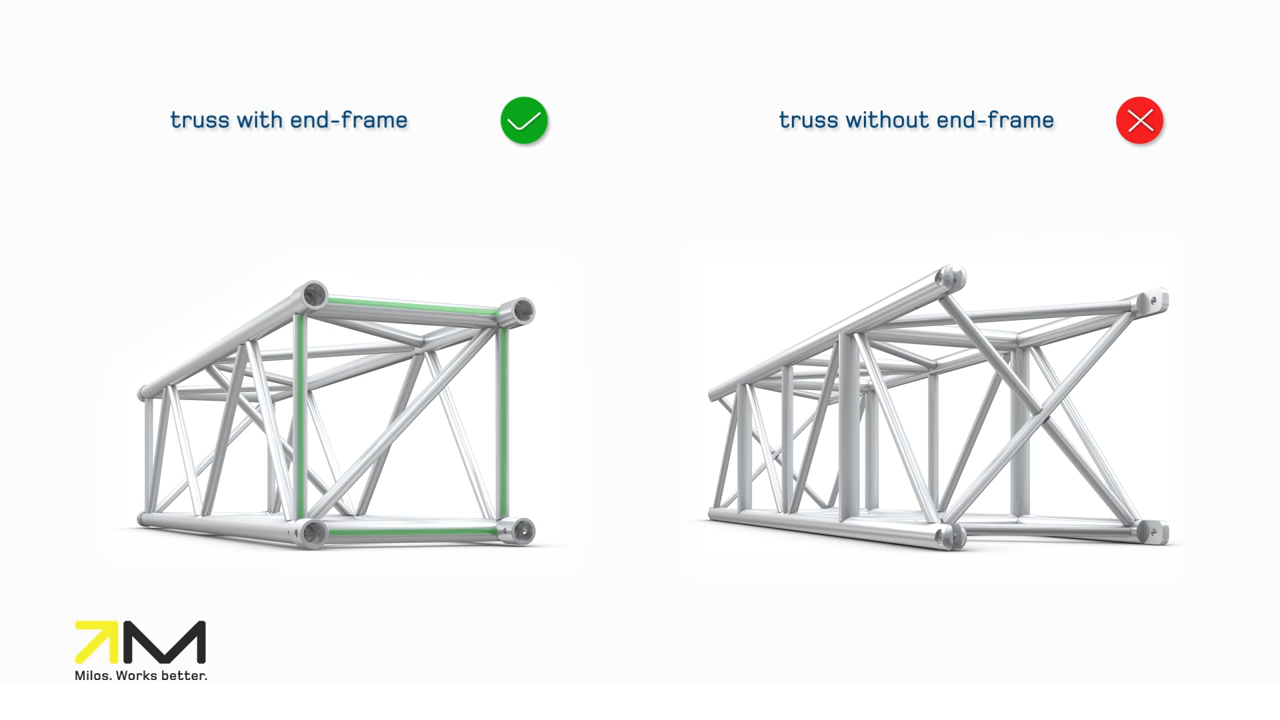 truss with end-frame
truss without end-frame
M
Milos. Works better.